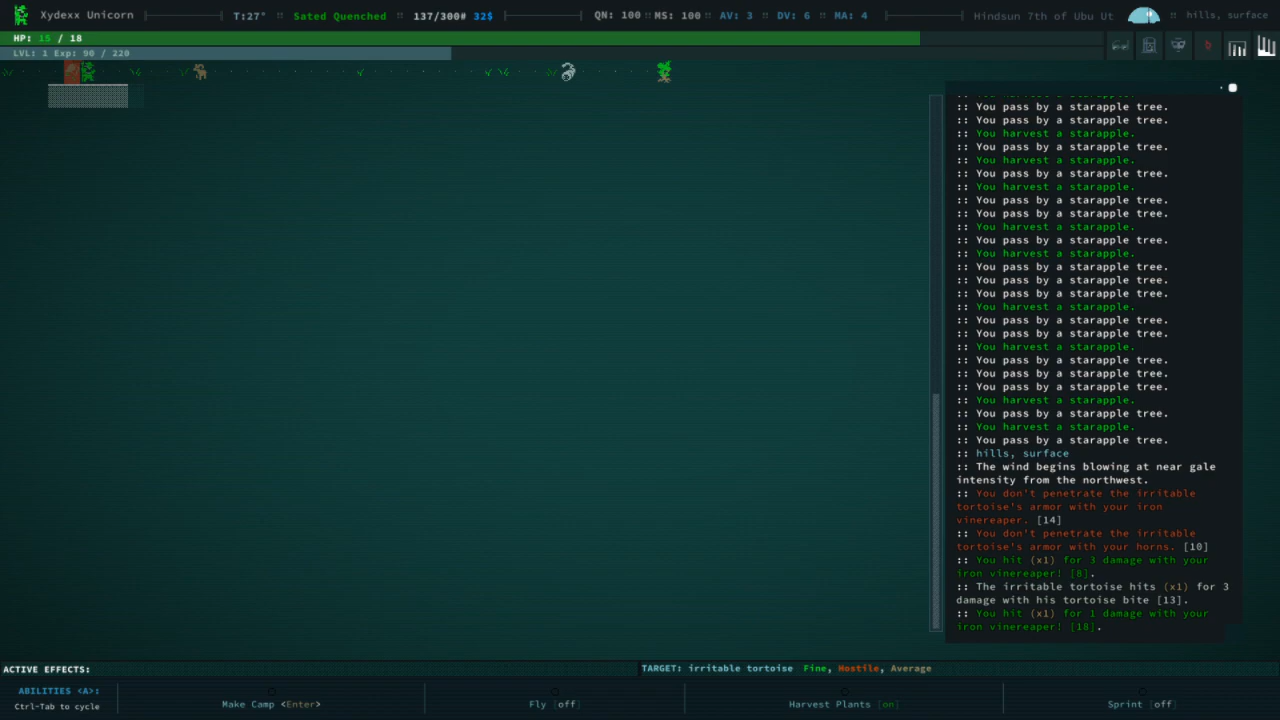 Xydexx Unicorn T:27° Sated Quenched 137/300# 32$ QN: 100 MS: 100 AV: 3 DV: 6 MA: 4 Hindsun 7th of Ubu Ut hills, surface
HP: 15 / 18
LVL: 1 Exp: 90 / 220
:: You pass by a starapple tree.
:: You pass by a starapple tree.
:: You harvest a starapple.
:: You pass by a starapple tree.
:: You harvest a starapple.
:: You pass by a starapple tree.
:: You harvest a starapple.
:: You pass by a starapple tree.
:: You pass by a starapple tree.
:: You harvest a starapple.
:: You pass by a starapple tree.
:: You harvest a starapple.
:: You pass by a starapple tree.
:: You pass by a starapple tree.
:: You pass by a starapple tree.
:: You harvest a starapple.
:: You pass by a starapple tree.
:: You pass by a starapple tree.
:: You harvest a starapple.
:: You pass by a starapple tree.
:: You pass by a starapple tree.
:: You pass by a starapple tree.
:: You harvest a starapple.
:: You pass by a starapple tree.
:: You harvest a starapple.
:: You pass by a starapple tree.
:: hills, surface
:: The wind begins blowing at near gale
intensity from the northwest.
:: You don't penetrate the irritable
tortoise's armor with your iron
vinereaper. [14]
:: You don't penetrate the irritable
tortoise's armor with your horns. [10]
:: You hit (x1) for 3 damage with your
iron vinereaper! [8].
:: The irritable tortoise hits (x1) for 3
damage with his tortoise bite [13].
:: You hit (x1) for 1 damage with your
iron vinereaper! [18].
ACTIVE EFFECTS:
TARGET: irritable tortoise Fine, Hostile, Average
ABILITIES <A>:
Ctrl-Tab to cycle
Make Camp <Enter>
Fly [off]
Harvest Plants [on]
Sprint [off]